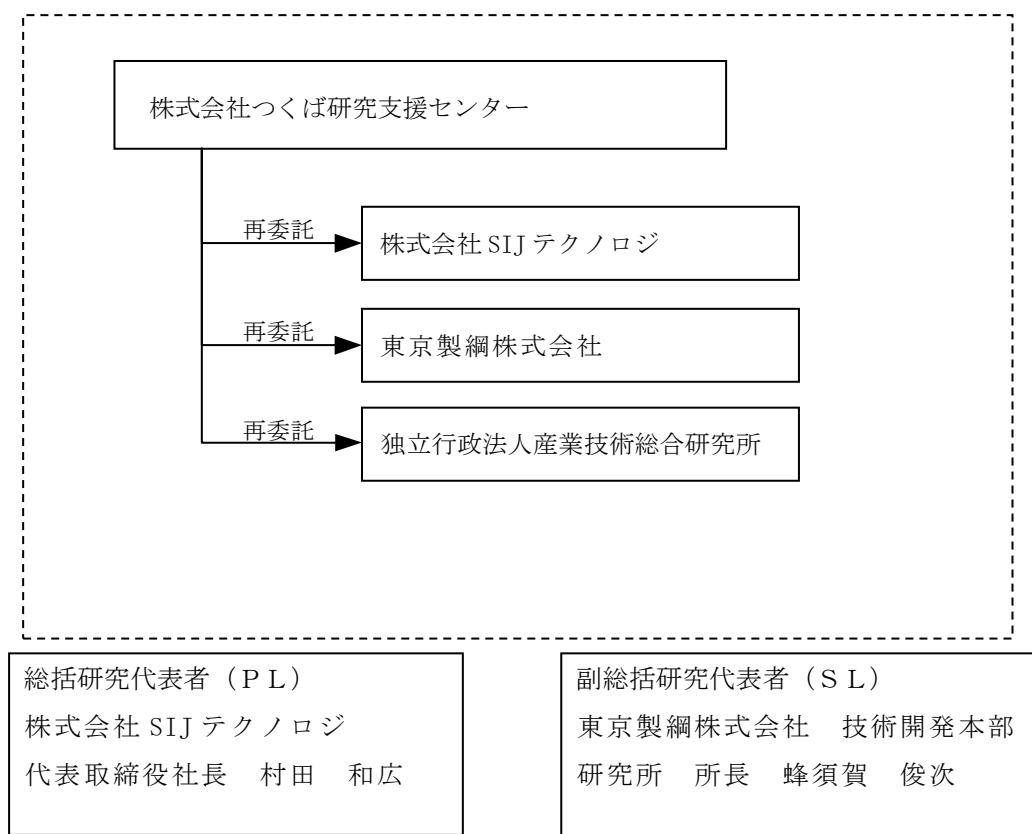 株式会社つくば研究支援センター
再委託
株式会社 SIJ テクノロジ
再委託
東京製綱株式会社
再委託
独立行政法人産業技術総合研究所
総括研究代表者（ＰＬ）
株式会社 SIJ テクノロジ
代表取締役社長　村田　和広
副総括研究代表者（ＳＬ）
東京製綱株式会社　技術開発本部
研究所　所長　蜂須賀　俊次